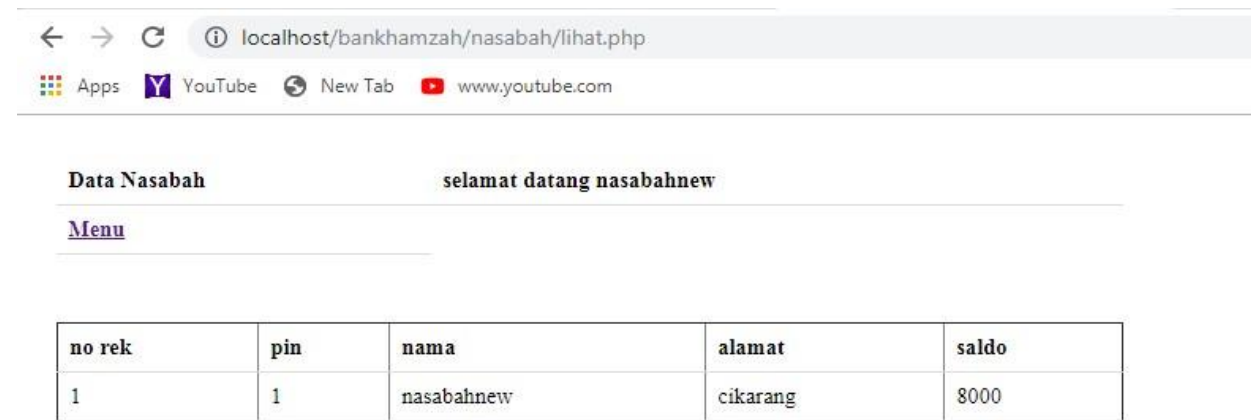 localhost/bankhamzah/nasabah/lihat.php
Apps YouTube New Tab www.youtube.com
Data Nasabah selamat datang nasabahnew
Menu
no rek pin nama alamat saldo
1 1 nasabahnew cikarang 8000